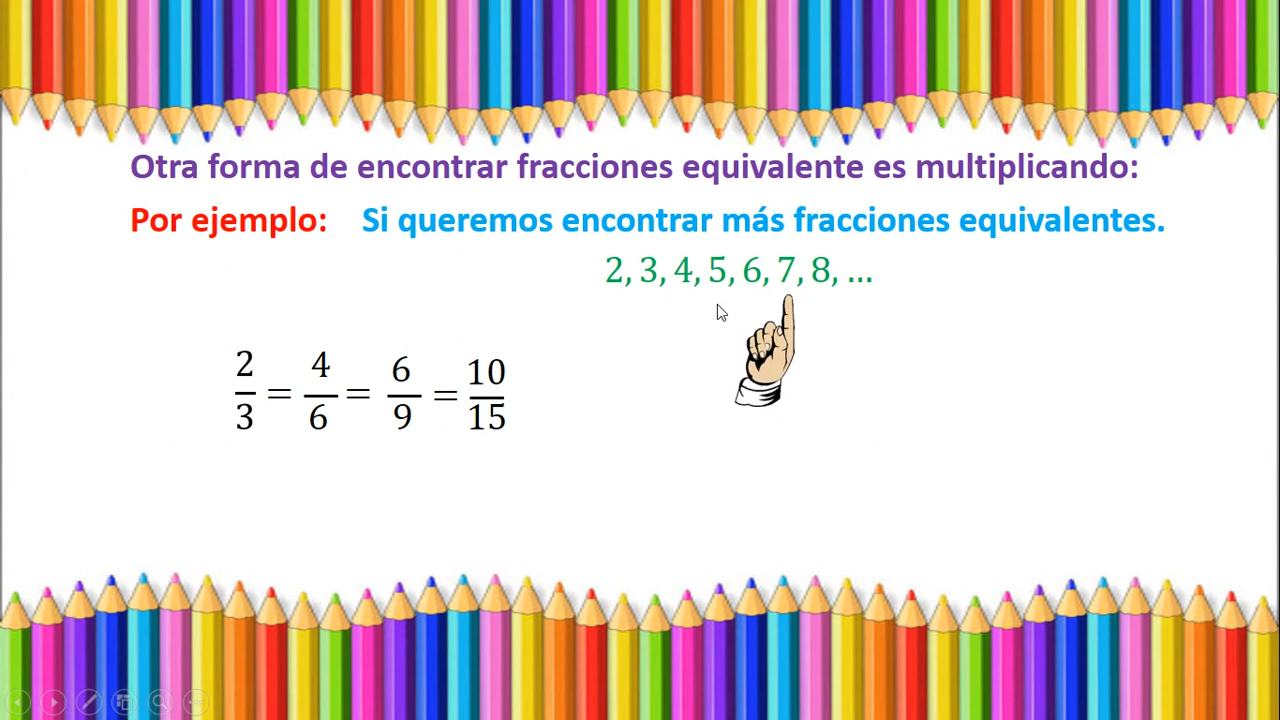 Otra forma de encontrar fracciones equivalente es multiplicando:
Por ejemplo: Si queremos encontrar más fracciones equivalentes.
2, 3, 4, 5, 6, 7, 8, ...
2/3 = 4/6 = 6/9 = 10/15